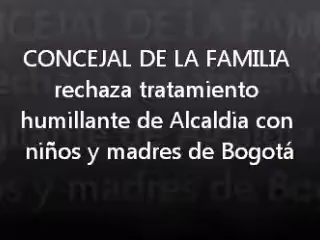 CONCEJAL DE LA FAMILIA
rechaza tratamiento
humillante de Alcaldia con
niños y madres de Bogotá